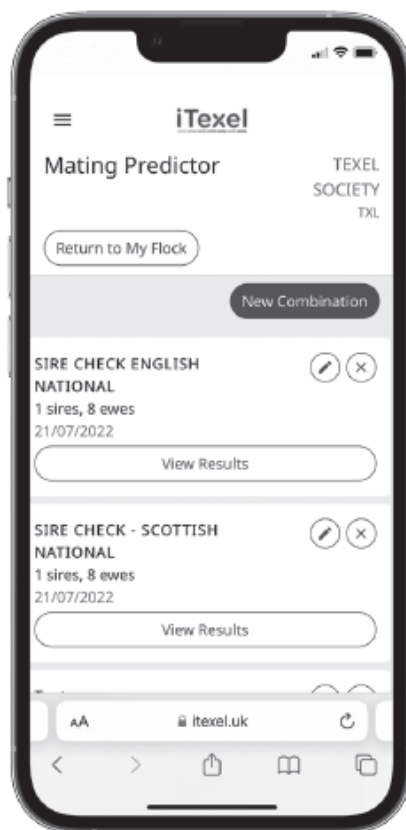 iTexel
Mating Predictor
TEXEL
SOCIETY
TXL
Return to My Flock
New Combination
SIRE CHECK ENGLISH
NATIONAL
1 sires, 8 ewes
21/07/2022
View Results
SIRE CHECK - SCOTTISH
NATIONAL
1 sires, 8 ewes
21/07/2022
View Results
AA
itexel.uk